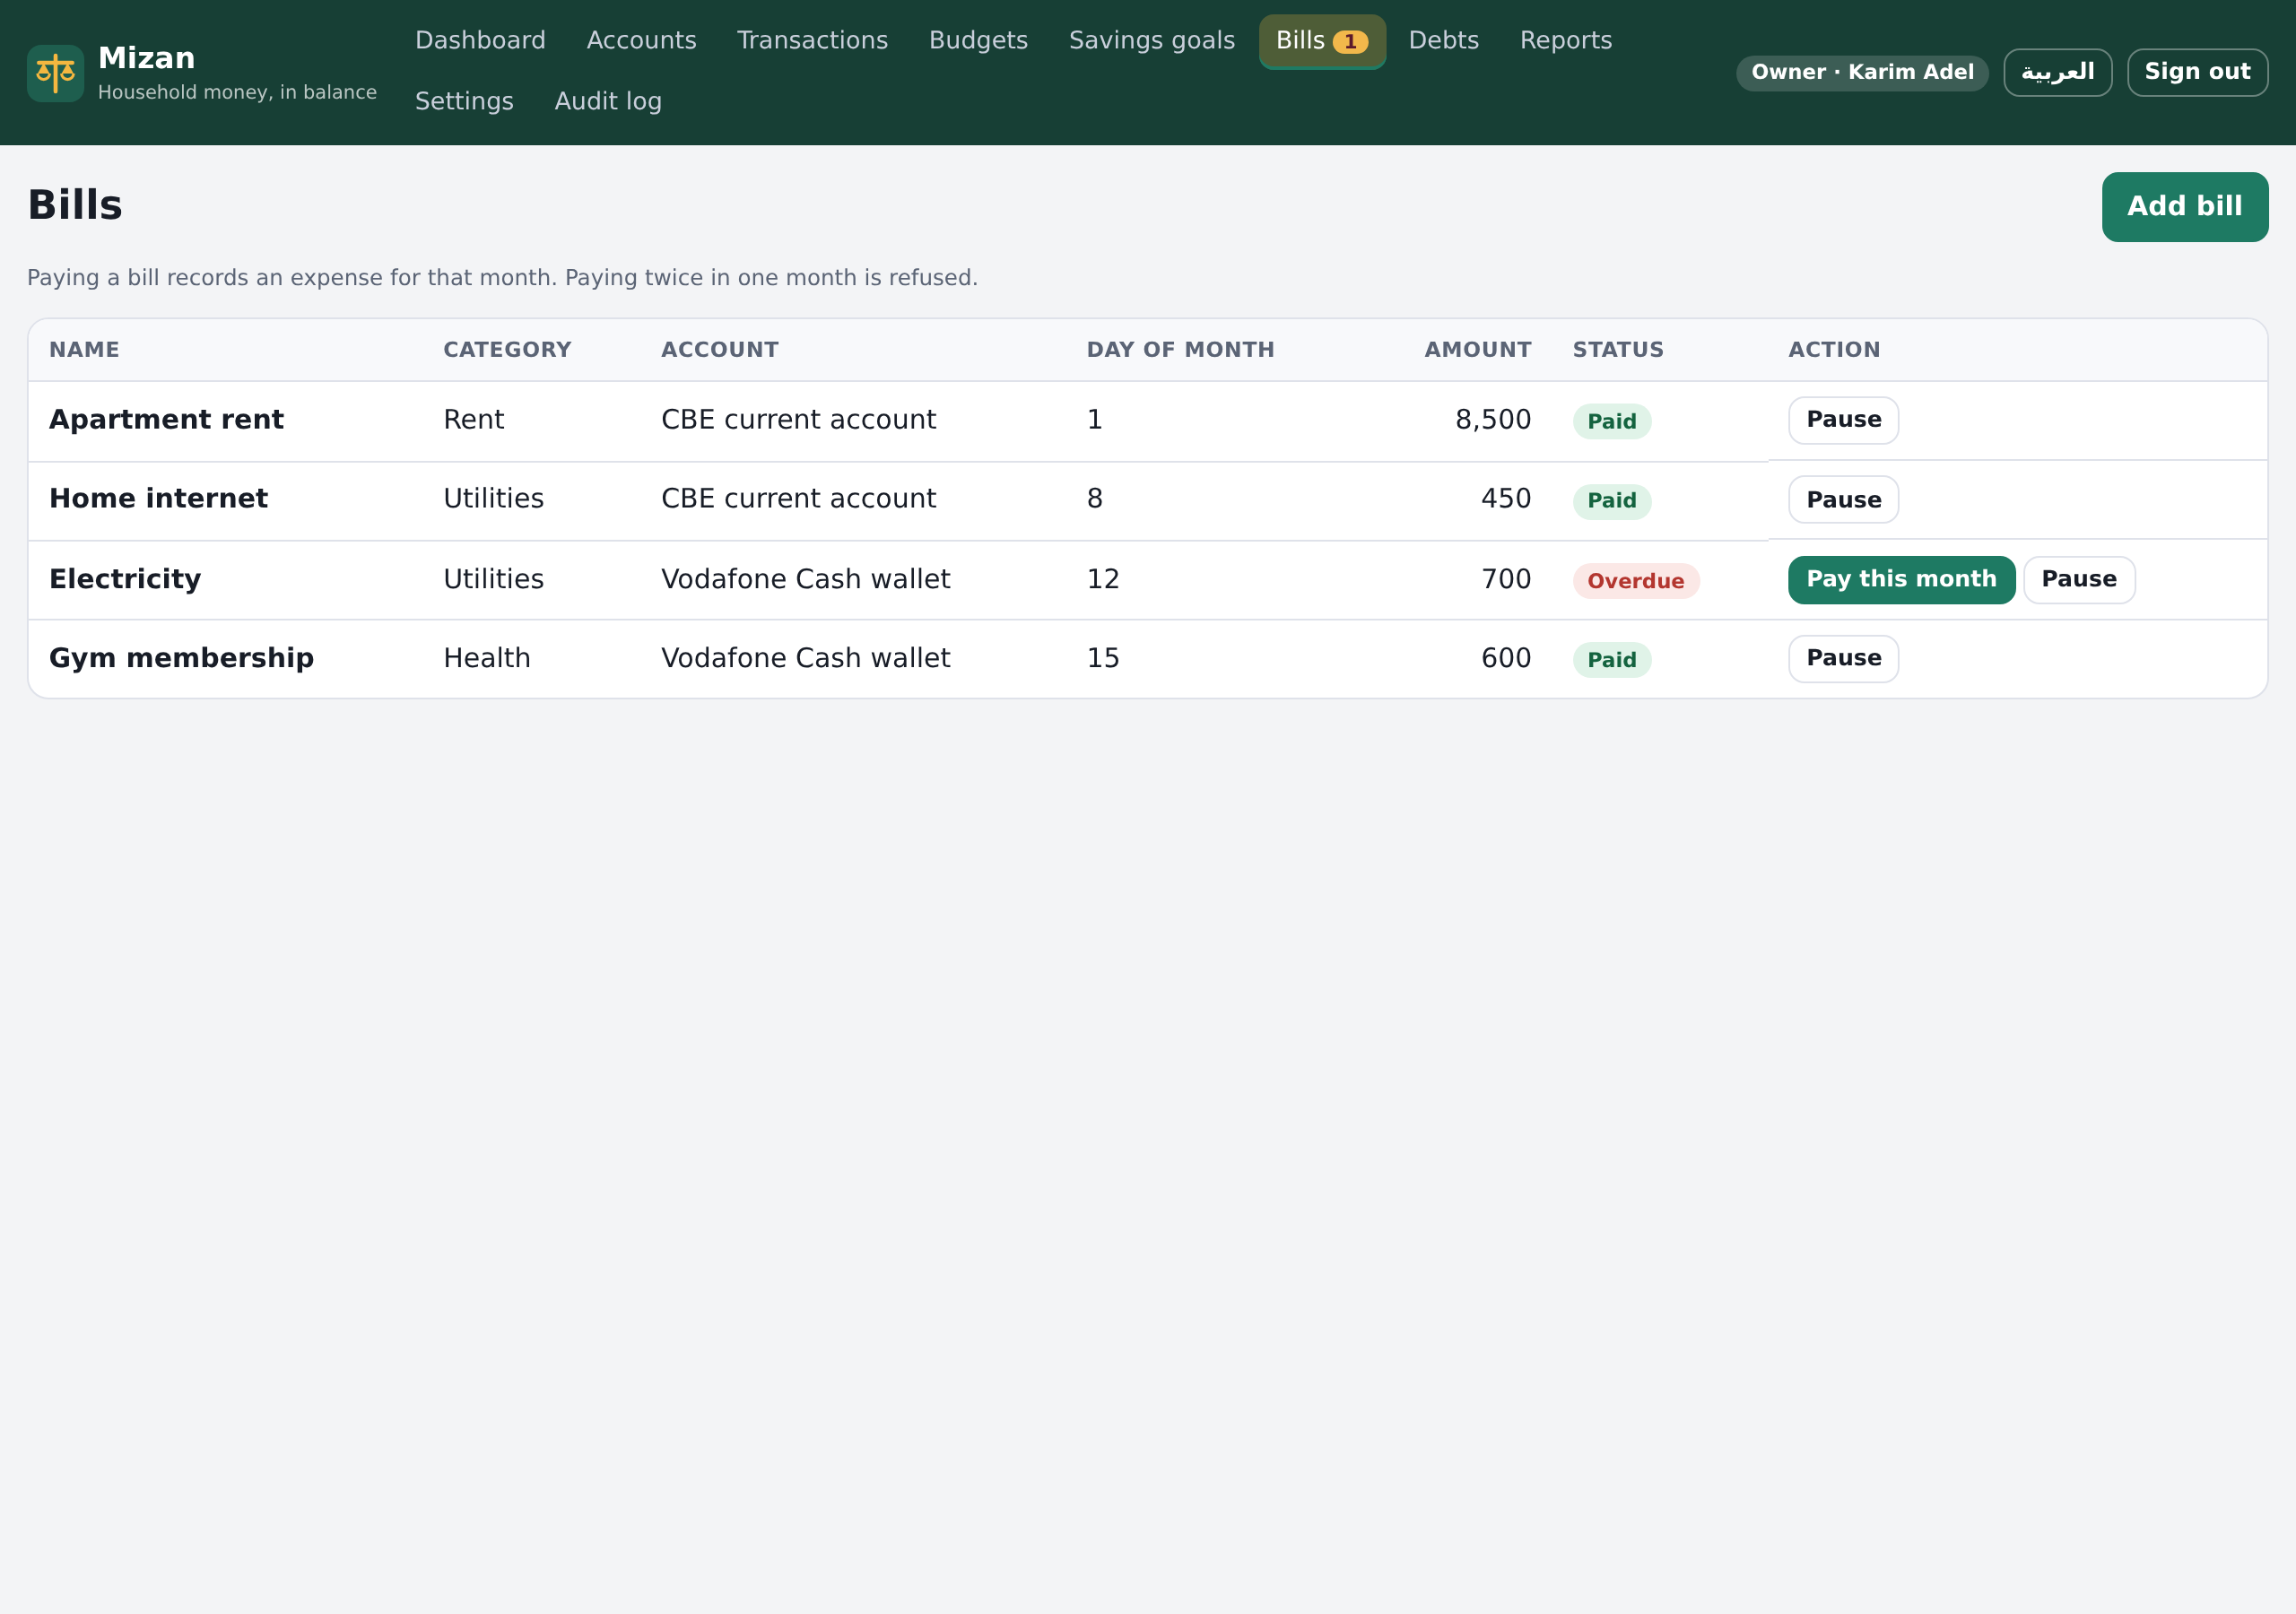 Mizan
Household money, in balance
Dashboard Accounts Transactions Budgets Savings goals Bills 1 Debts Reports
Settings Audit log
Owner · Karim Adel العربية Sign out
Bills
Add bill
Paying a bill records an expense for that month. Paying twice in one month is refused.
NAME CATEGORY ACCOUNT DAY OF MONTH AMOUNT STATUS ACTION
Apartment rent Rent CBE current account 1 8,500 Paid Pause
Home internet Utilities CBE current account 8 450 Paid Pause
Electricity Utilities Vodafone Cash wallet 12 700 Overdue Pay this month Pause
Gym membership Health Vodafone Cash wallet 15 600 Paid Pause